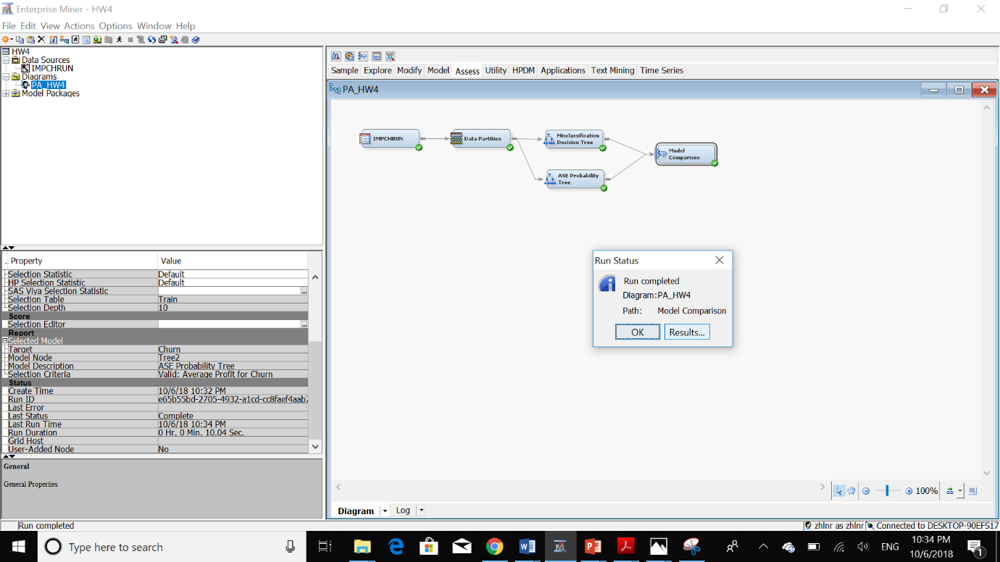 Enterprise Miner - HW4
File Edit View Actions Options Window Help
HW4
Data Sources
IMPCHRUN
Diagrams
PA_HW4
Model Packages
Sample Explore Modify Model Assess Utility HPDM Applications Text Mining Time Series
PA_HW4
IMPCHRUN
Data Partition
Misclassification
Decision Tree
ASE Probability
Tree
Model
Comparison
Run Status
Run completed
Diagram: PA_HW4
Path: Model Comparison
OK Results...
. Property Value
Selection Statistic Default
HP Selection Statistic Default
SAS Viya Selection Statistic ...
Selection Table Train
Selection Depth 10
Score
Selection Editor ...
Report
Selected Model
Target Churn
Model Node Tree2
Model Description ASE Probability Tree
Selection Criteria Valid: Average Profit for Churn
Status
Create Time 10/6/18 10:32 PM
Run ID e65b55bd-2705-4932-a1cd-cc8faef4aab7
Last Error
Last Status Complete
Last Run Time 10/6/18 10:34 PM
Run Duration 0 Hr. 0 Min. 10.04 Sec.
Grid Host
User-Added Node No
General
General Properties
100%
Diagram Log
Run completed
zhlnr as zhlnr Connected to DESKTOP-90EFS17
Type here to search
ENG
10:34 PM
10/6/2018
1